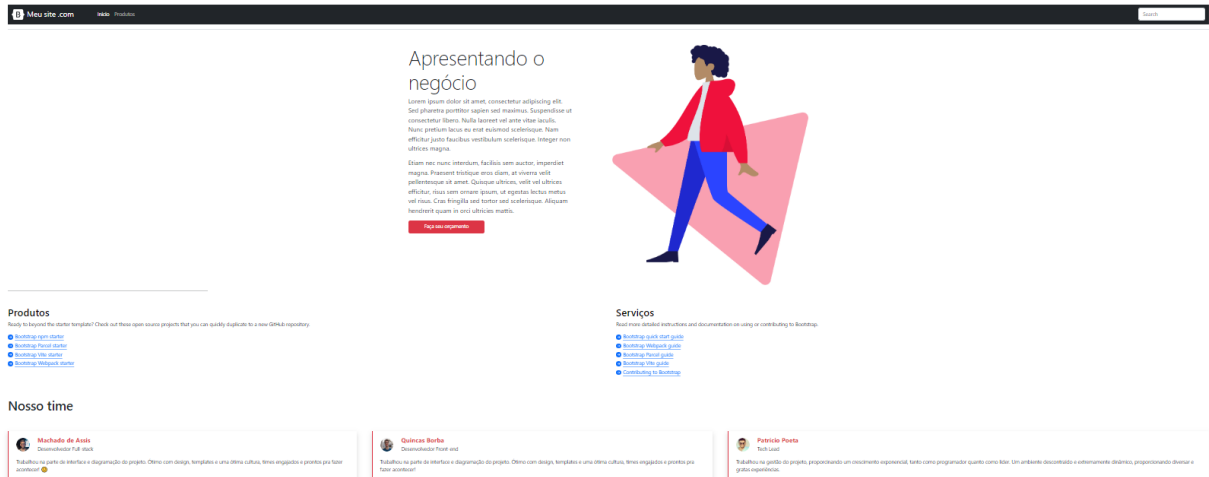 B Meu site .com Início Produtos Search
Apresentando o
negócio
Lorem ipsum dolor sit amet, consectetur adipiscing elit.
Sed pharetra porttitor sapien sed maximus. Suspendisse ut
consectetur libero. Nulla laoreet vel ante vitae iaculis.
Nunc pretium lacus eu erat euismod scelerisque. Nam
efficitur justo faucibus vestibulum scelerisque. Integer non
ultrices magna.
Etiam nec nunc interdum, facilisis sem auctor, imperdiet
magna. Praesent tristique eros diam, at viverra velit
pellentesque sit amet. Quisque ultrices, velit vel ultrices
efficitur, risus sem ornare ipsum, ut egestas lectus metus
vel risus. Cras fringilla sed tortor sed scelerisque. Aliquam
hendrerit quam in orci ultricies mattis.
Faça seu orçamento
Produtos
Ready to beyond the starter template? Check out these open source projects that you can quickly duplicate to a new GitHub repository.
Bootstrap npm starter
Bootstrap Parcel starter
Bootstrap Vite starter
Bootstrap Webpack starter
Serviços
Read more detailed instructions and documentation on using or contributing to Bootstrap.
Bootstrap quick start guide
Bootstrap Webpack guide
Bootstrap Parcel guide
Bootstrap Vite guide
Contributing to Bootstrap
Nosso time
Machado de Assis
Desenvolvedor Full stack
Trabalhou na parte de interface e diagramação do projeto. Ótimo com design, templates e uma ótima cultura, times engajados e prontos pra fazer
acontecer! 😀
Quincas Borba
Desenvolvedor Front end
Trabalhou na parte de interface e diagramação do projeto. Ótimo com design, templates e uma ótima cultura, times engajados e prontos pra
fazer acontecer!
Patricio Poeta
Tech Lead
Trabalhou na gestão do projeto, proporcionando um crescimento exponencial, tanto como programador quanto como líder. Um ambiente descontraído e extremamente dinâmico, proporcionando diversar e
gratas experiências.